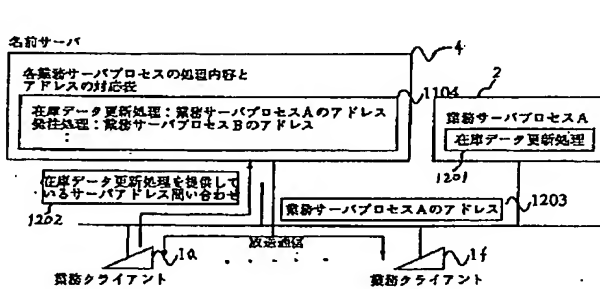 名前サーバ
4
各業務サーバプロセスの処理内容と
アドレスの対応表
1104
在庫データ更新処理：業務サーバプロセスAのアドレス
発注処理：業務サーバプロセスBのアドレス
⋮
2
業務サーバプロセスA
在庫データ更新処理
1201
在庫データ更新処理を提供して
いるサーバアドレス問い合わせ
1202
業務サーバプロセスAのアドレス
1203
放送通信
1a
1f
業務クライアント
業務クライアント